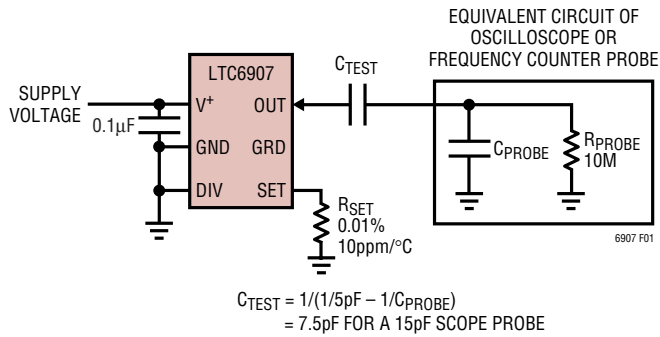 EQUIVALENT CIRCUIT OF
OSCILLOSCOPE OR
FREQUENCY COUNTER PROBE
LTC6907
CTEST
SUPPLY
VOLTAGE
V+
OUT
0.1µF
GND
GRD
DIV
SET
CPROBE
RPROBE
10M
RSET
0.01%
10ppm/°C
6907 F01
CTEST = 1/(1/5pF – 1/CPROBE)
= 7.5pF FOR A 15pF SCOPE PROBE